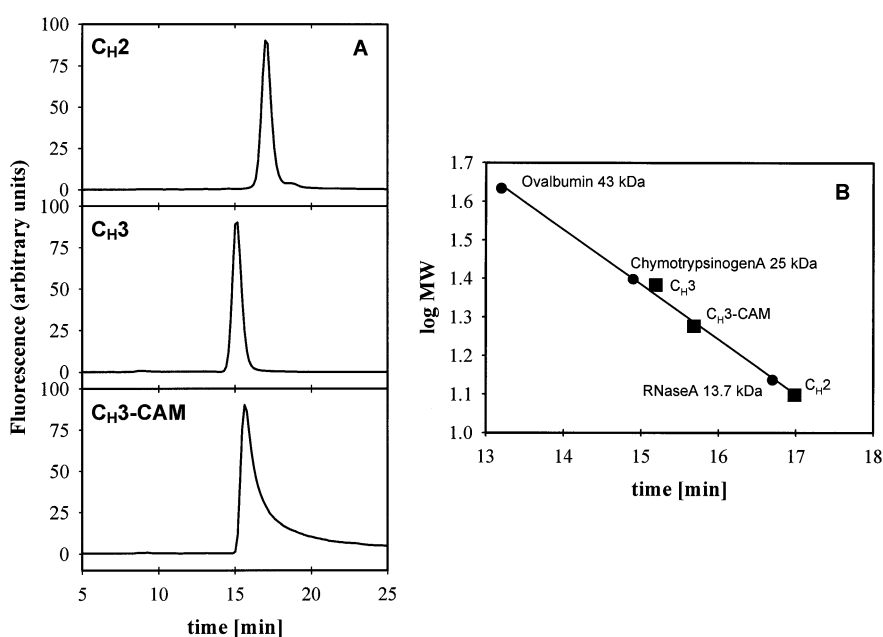 100
C_H2
A
75
50
25
0
100
C_H3
75
50
25
0
100
C_H3-CAM
75
50
25
0
5 10 15 20 25
time [min]
Fluorescence (arbitrary units)
1.7
B
Ovalbumin 43 kDa
1.6
1.5
ChymotrypsinogenA 25 kDa
1.4
C_H3
1.3
C_H3-CAM
1.2
RNaseA 13.7 kDa
C_H2
1.1
1.0
13 14 15 16 17 18
time [min]
log MW